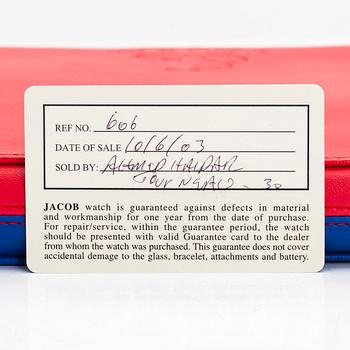 REF NO. 606
DATE OF SALE 10/6/03
SOLD BY: AHMED HAIDAR
JACOB watch is guaranteed against defects in material
and workmanship for one year from the date of purchase.
For repair/service, within the guarantee period, the watch
should be presented with valid Guarantee card to the dealer
from whom the watch was purchased. This guarantee does not cover
accidental damage to the glass, bracelet, attachments and battery.